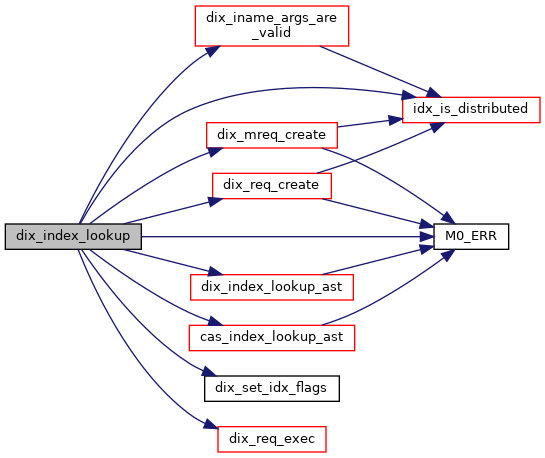 dix_iname_args_are
_valid
idx_is_distributed
dix_mreq_create
dix_req_create
dix_index_lookup
M0_ERR
dix_index_lookup_ast
cas_index_lookup_ast
dix_set_idx_flags
dix_req_exec